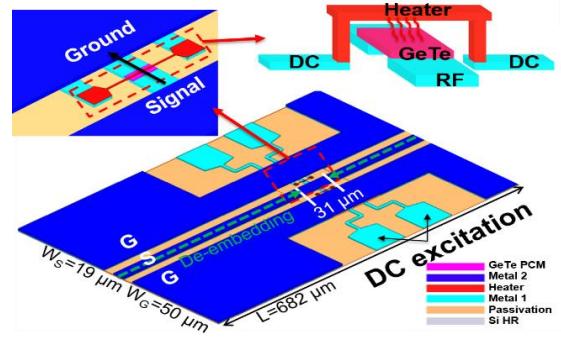 Ground
Signal
Heater
GeTe
DC
DC
RF
G
S
G
De-embedding
31 µm
DC excitation
W_S=19 µm
W_G=50 µm
L=682 µm
GeTe PCM
Metal 2
Heater
Metal 1
Passivation
Si HR